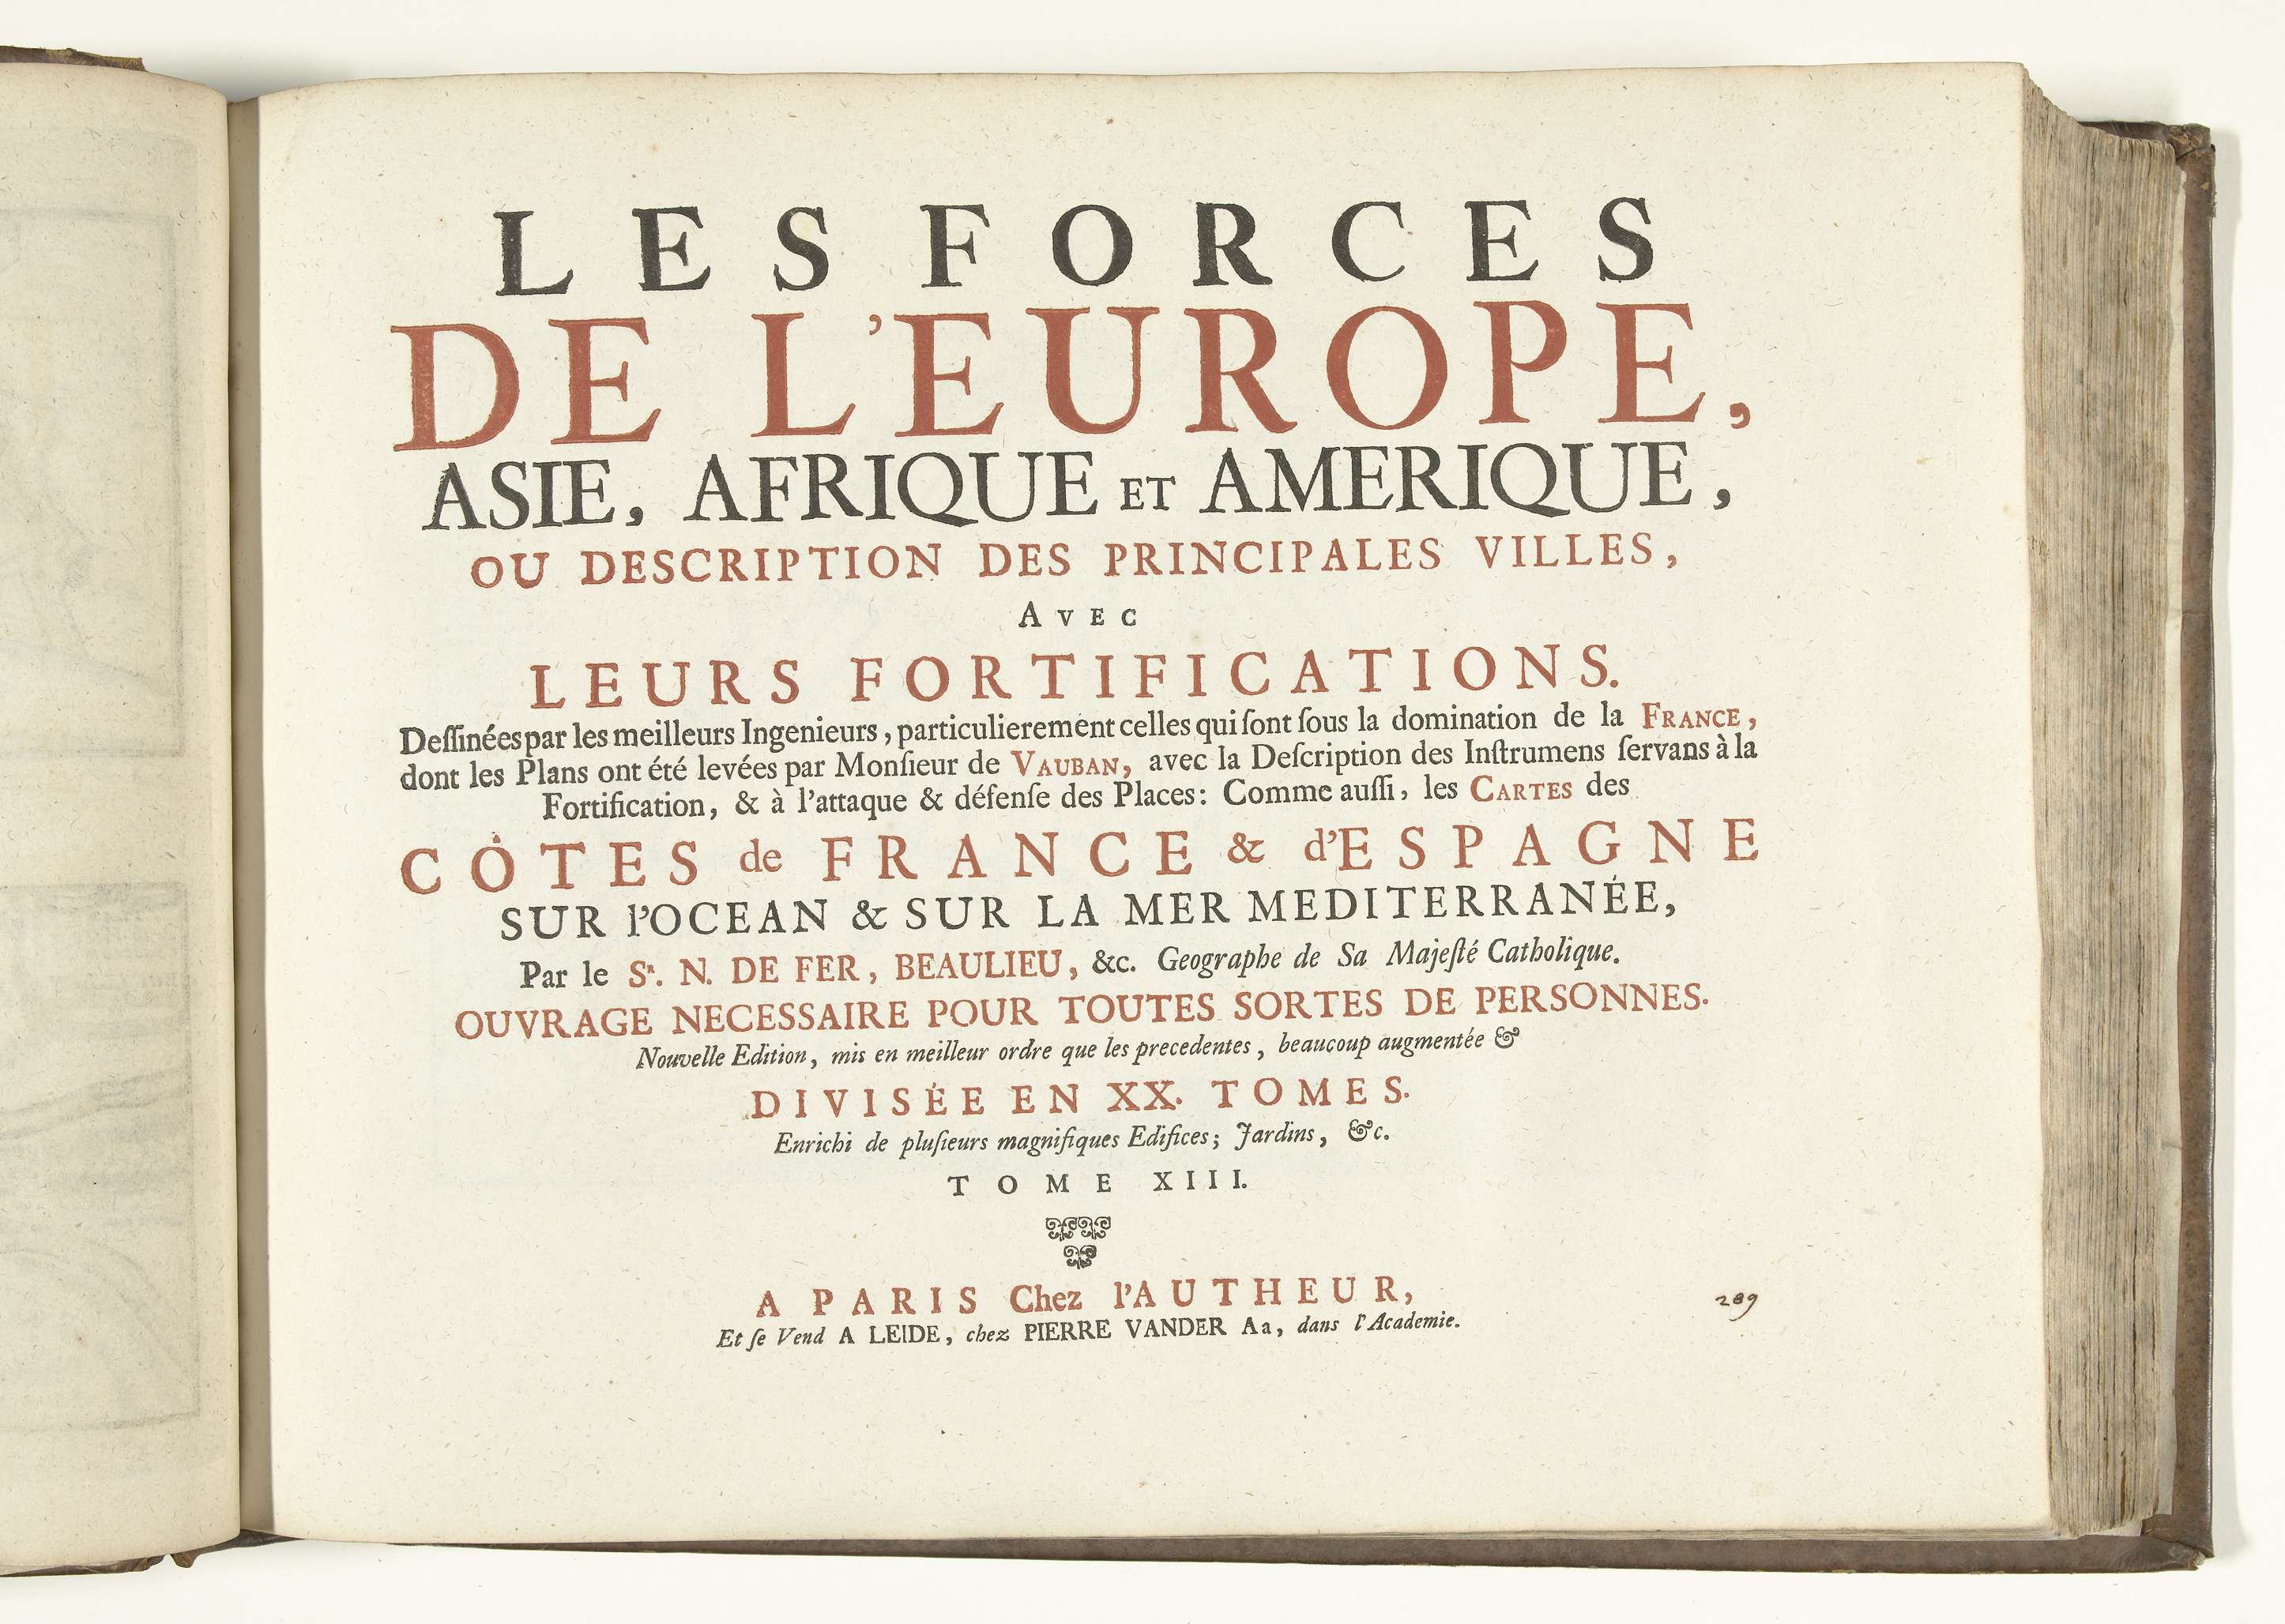 LES FORCES
DE L'EUROPE,
ASIE, AFRIQUE ET AMERIQUE,
OU DESCRIPTION DES PRINCIPALES VILLES,
AVEC
LEURS FORTIFICATIONS.
Deſſinées par les meilleurs Ingenieurs, particulierement celles qui ſont ſous la domination de la FRANCE,
dont les Plans ont été levées par Monſieur de VAUBAN, avec la Deſcription des Inſtrumens ſervans à la
Fortification, & à l'attaque & défenſe des Places: Comme auſſi, les CARTES des
CÔTES de FRANCE & d'ESPAGNE
SUR l'OCEAN & SUR LA MER MEDITERRANÉE,
Par le Sr. N. DE FER, BEAULIEU, &c. Geographe de Sa Majeſté Catholique.
OUVRAGE NECESSAIRE POUR TOUTES SORTES DE PERSONNES.
Nouvelle Edition, mis en meilleur ordre que les precedentes, beaucoup augmentée &
DIVISÉE EN XX. TOMES.
Enrichi de pluſieurs magnifiques Edifices; Jardins, &c.
TOME XIII.
A PARIS Chez l'AUTHEUR,
Et ſe Vend A LEIDE, chez PIERRE VANDER Aa, dans l'Academie.
289